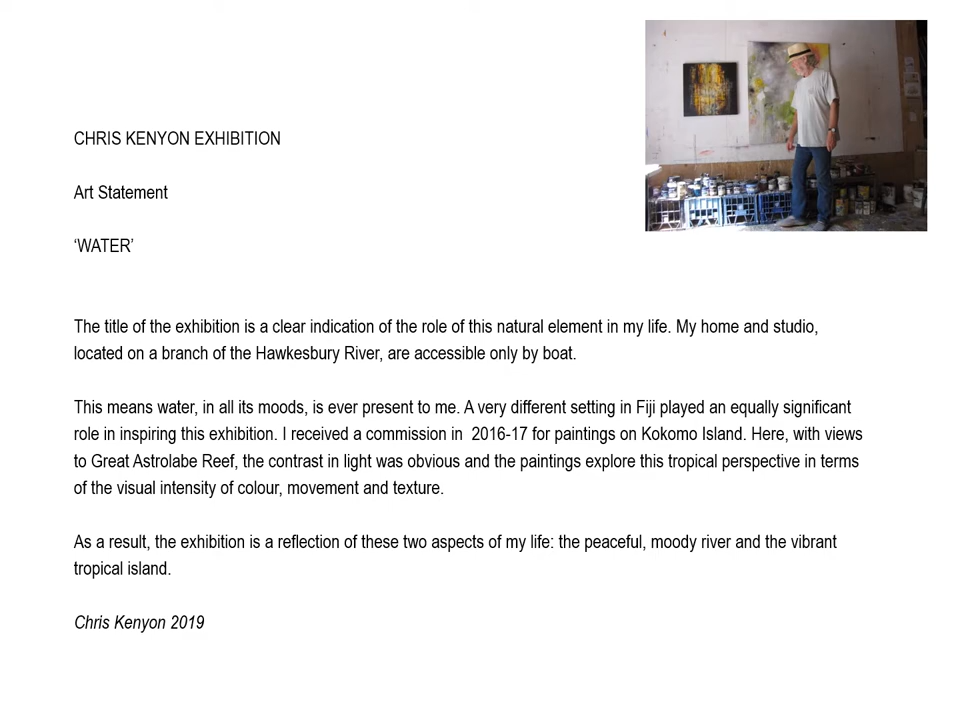 CHRIS KENYON EXHIBITION
Art Statement
‘WATER’
The title of the exhibition is a clear indication of the role of this natural element in my life. My home and studio,
located on a branch of the Hawkesbury River, are accessible only by boat.
This means water, in all its moods, is ever present to me. A very different setting in Fiji played an equally significant
role in inspiring this exhibition. I received a commission in  2016-17 for paintings on Kokomo Island. Here, with views
to Great Astrolabe Reef, the contrast in light was obvious and the paintings explore this tropical perspective in terms
of the visual intensity of colour, movement and texture.
As a result, the exhibition is a reflection of these two aspects of my life: the peaceful, moody river and the vibrant
tropical island.
Chris Kenyon 2019